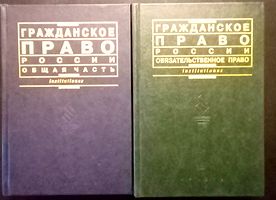 ГРАЖДАНСКОЕ
ПРАВО
РОССИИ
ОБЩАЯ ЧАСТЬ
institutiones
ГРАЖДАНСКОЕ
ПРАВО
РОССИИ
ОБЯЗАТЕЛЬСТВЕННОЕ ПРАВО
institutiones